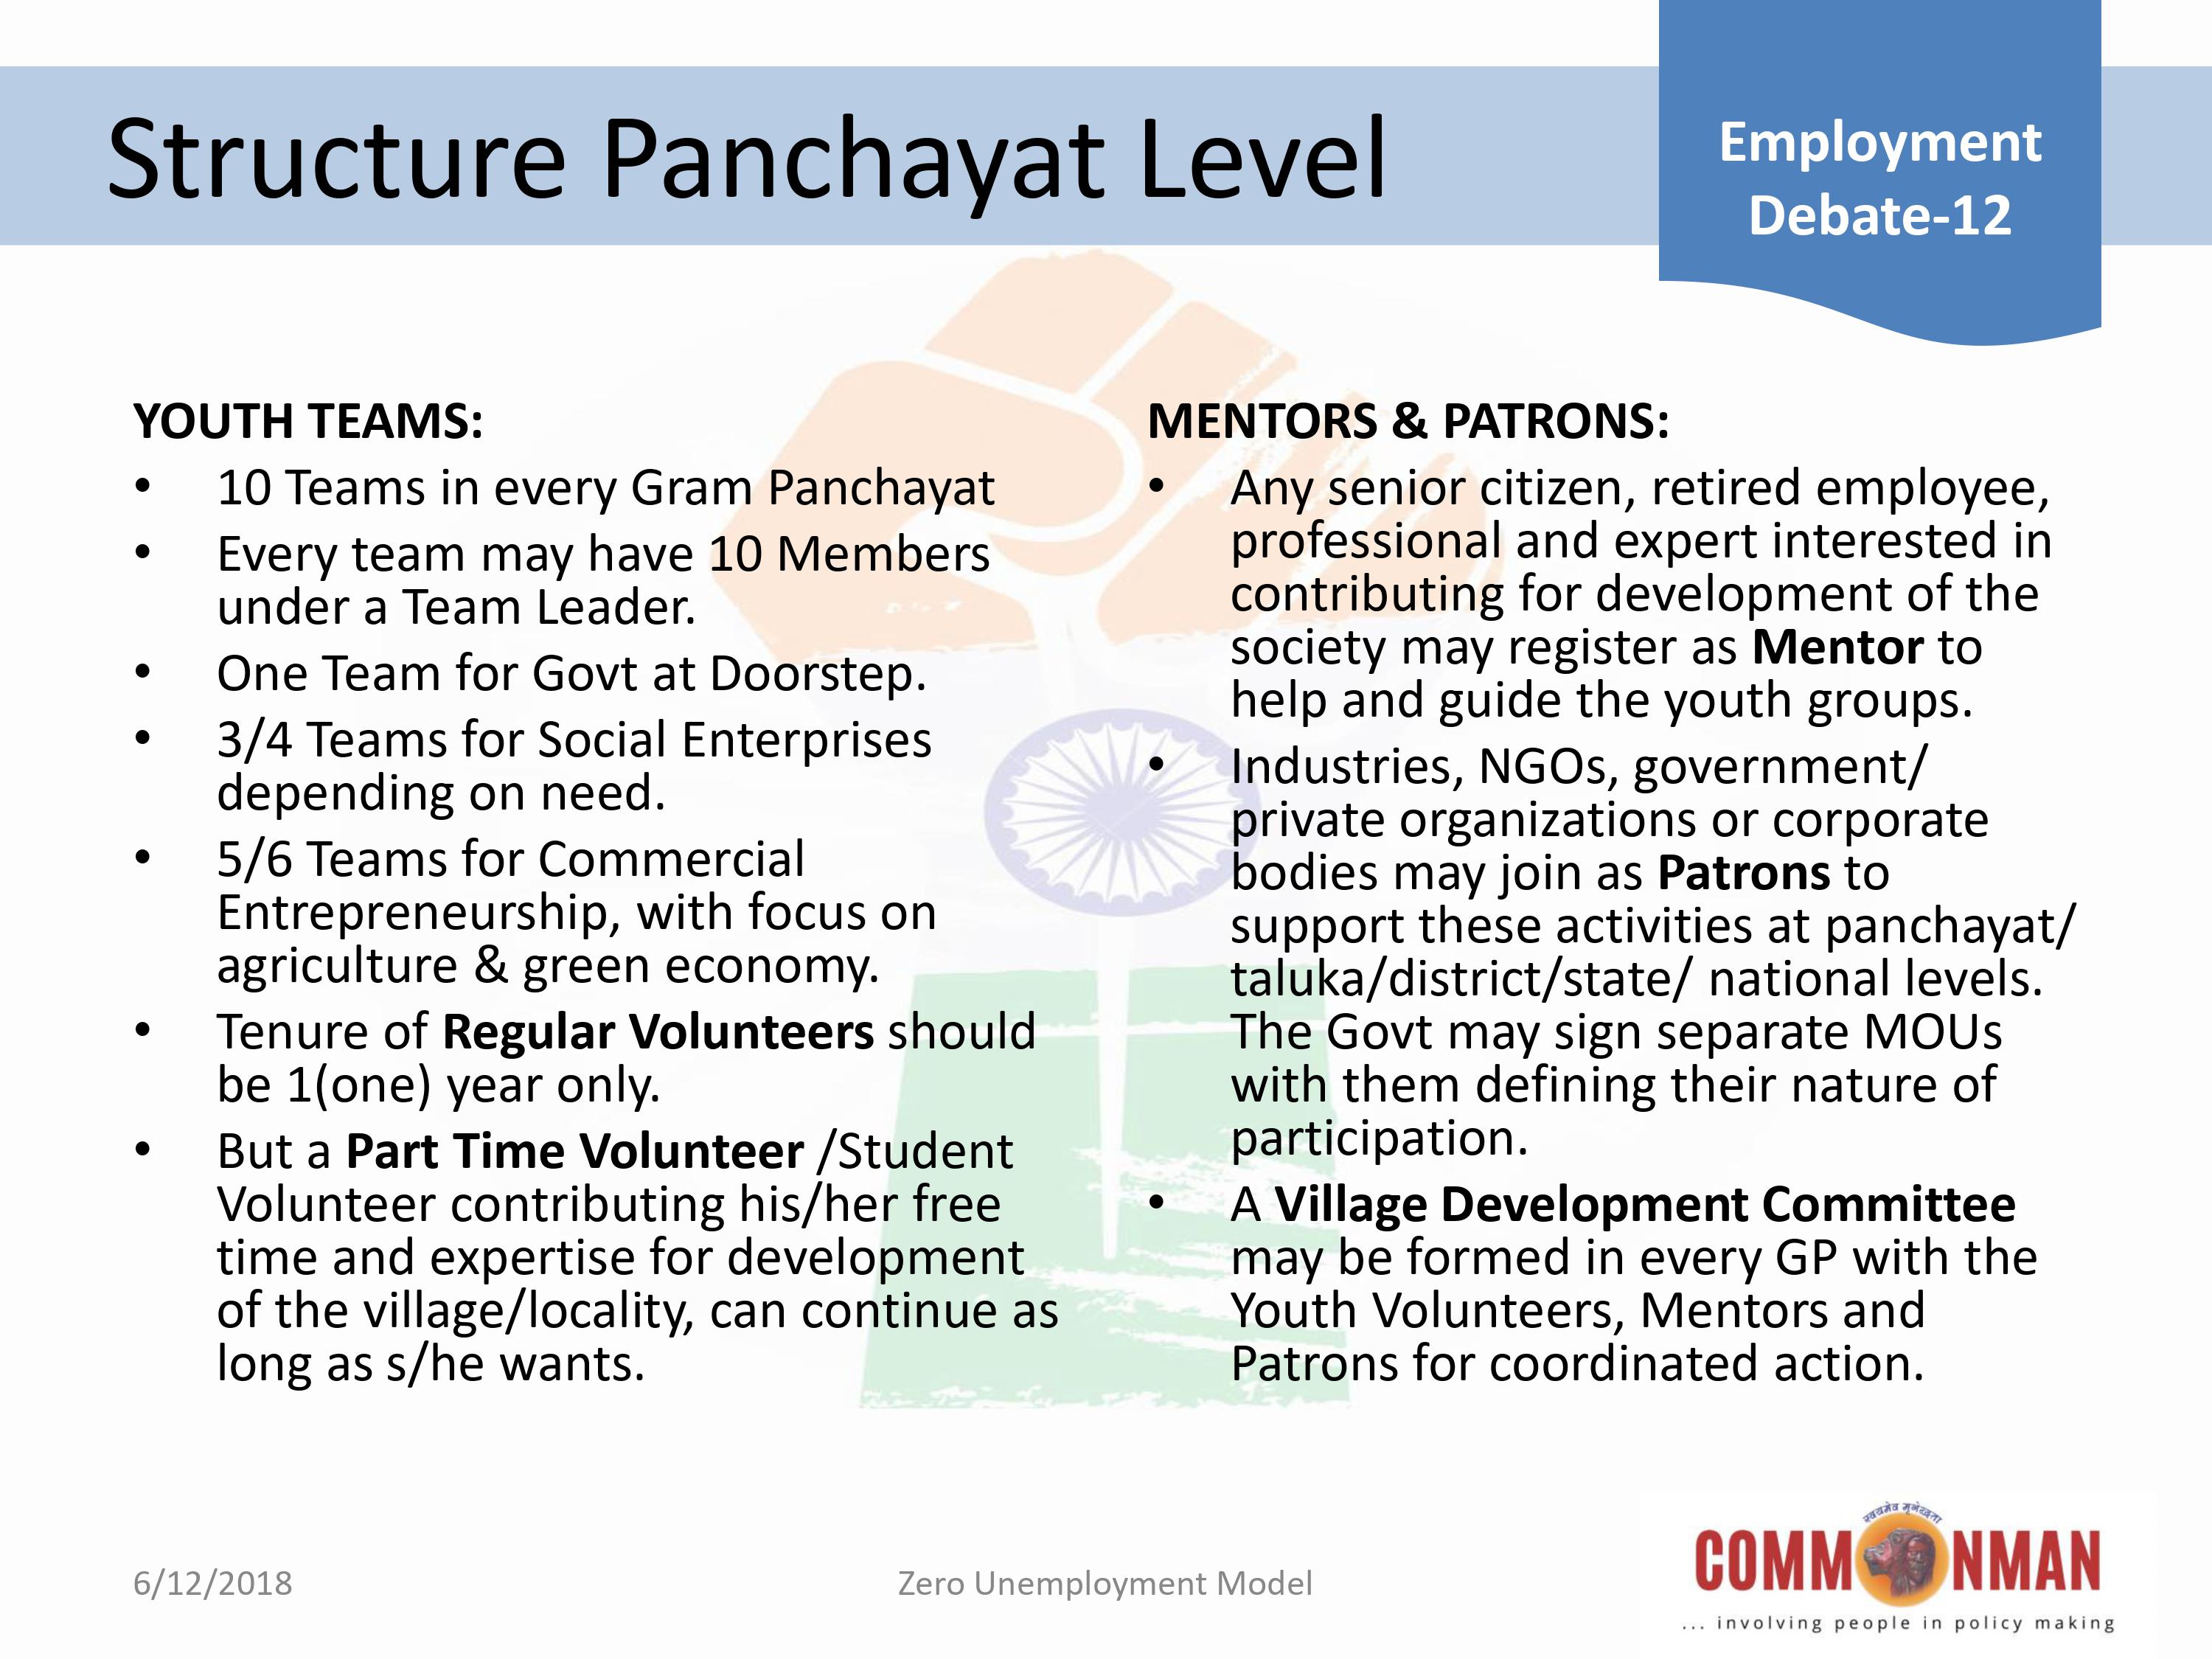 Structure Panchayat Level
Employment
Debate-12
YOUTH TEAMS:
• 10 Teams in every Gram Panchayat
• Every team may have 10 Members
under a Team Leader.
• One Team for Govt at Doorstep.
• 3/4 Teams for Social Enterprises
depending on need.
• 5/6 Teams for Commercial
Entrepreneurship, with focus on
agriculture & green economy.
• Tenure of Regular Volunteers should
be 1(one) year only.
• But a Part Time Volunteer /Student
Volunteer contributing his/her free
time and expertise for development
of the village/locality, can continue as
long as s/he wants.
MENTORS & PATRONS:
• Any senior citizen, retired employee,
professional and expert interested in
contributing for development of the
society may register as Mentor to
help and guide the youth groups.
• Industries, NGOs, government/
private organizations or corporate
bodies may join as Patrons to
support these activities at panchayat/
taluka/district/state/ national levels.
The Govt may sign separate MOUs
with them defining their nature of
participation.
• A Village Development Committee
may be formed in every GP with the
Youth Volunteers, Mentors and
Patrons for coordinated action.
6/12/2018
Zero Unemployment Model
स्वयमेव मृगेन्द्रता
COMMONMAN
... involving people in policy making